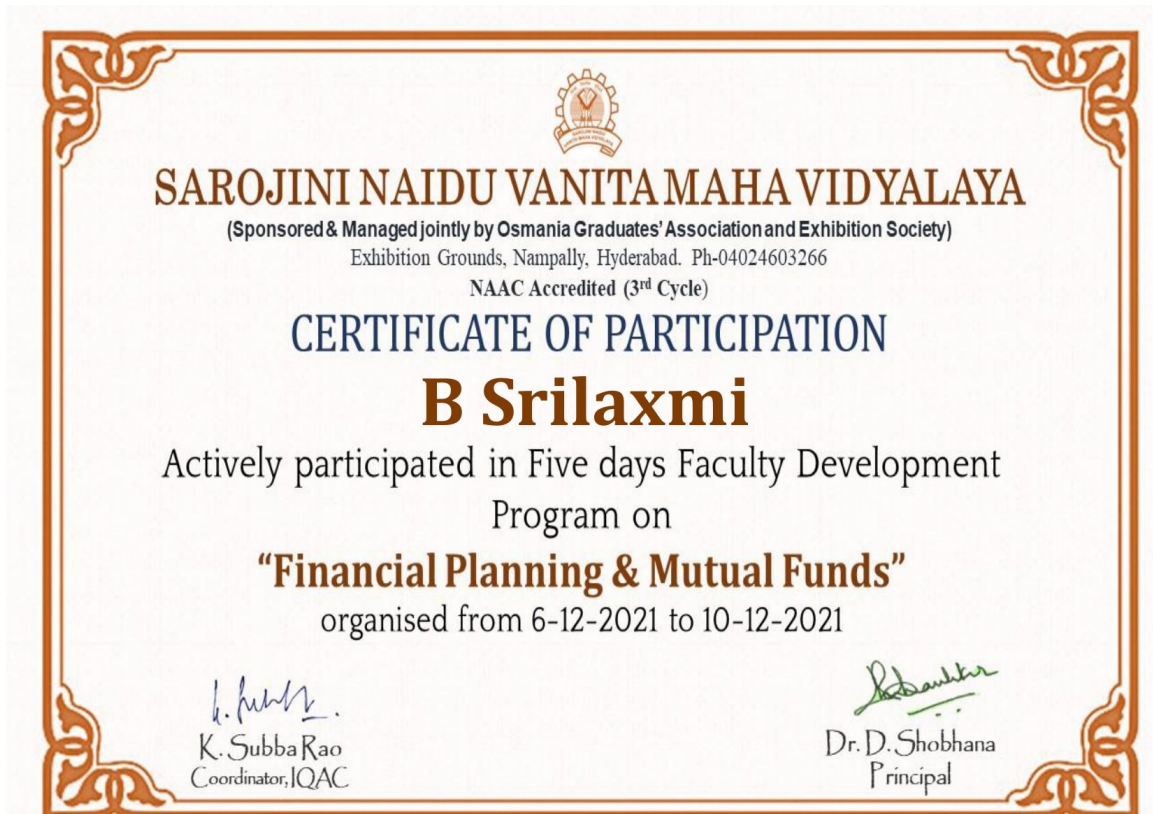 SAROJINI NAIDU VANITA MAHA VIDYALAYA
(Sponsored & Managed jointly by Osmania Graduates' Association and Exhibition Society)
Exhibition Grounds, Nampally, Hyderabad. Ph-04024603266
NAAC Accredited (3rd Cycle)
CERTIFICATE OF PARTICIPATION
B Srilaxmi
Actively participated in Five days Faculty Development
Program on
“Financial Planning & Mutual Funds”
organised from 6-12-2021 to 10-12-2021
K. Subba Rao
Coordinator, IQAC
Dr. D. Shobhana
Principal